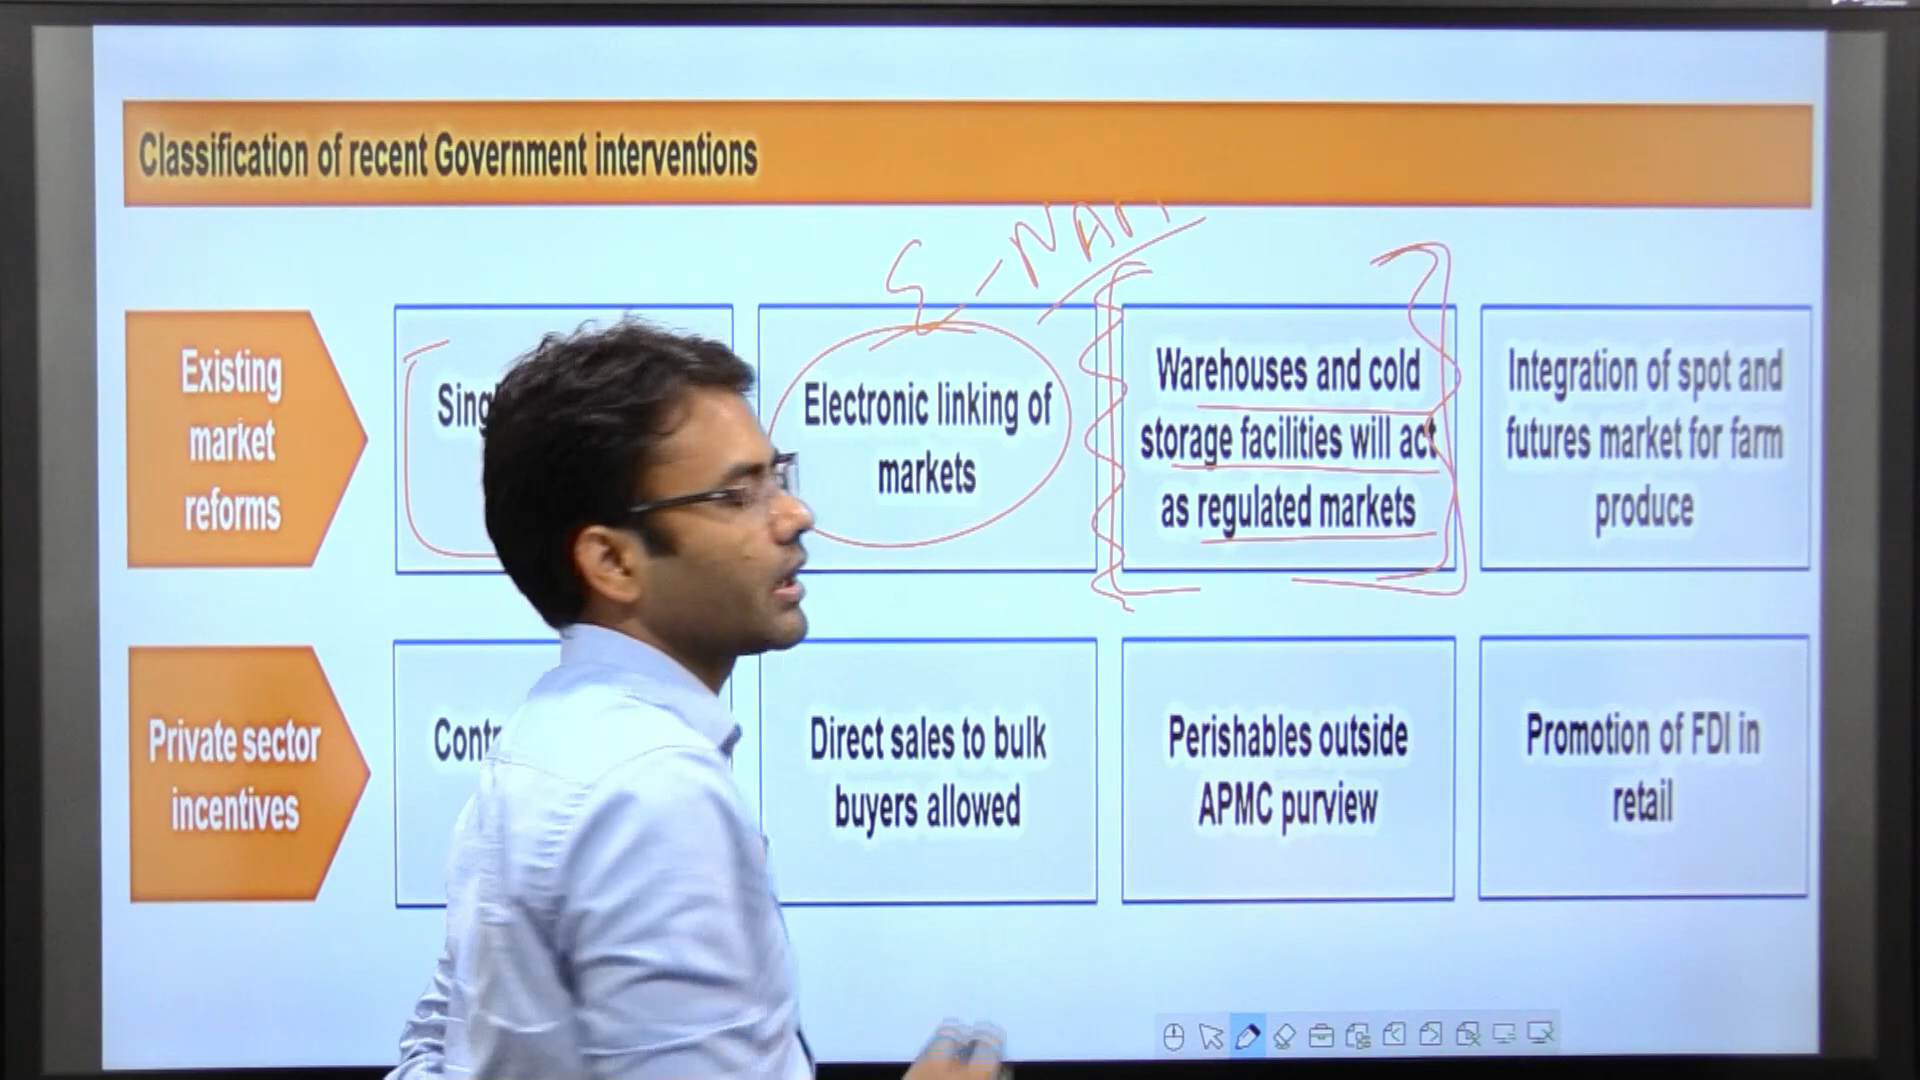 Classification of recent Government interventions
E-NAM
Existing
market
reforms
Electronic linking of
markets
Warehouses and cold
storage facilities will act
as regulated markets
Integration of spot and
futures market for farm
produce
Private sector
incentives
Direct sales to bulk
buyers allowed
Perishables outside
APMC purview
Promotion of FDI in
retail